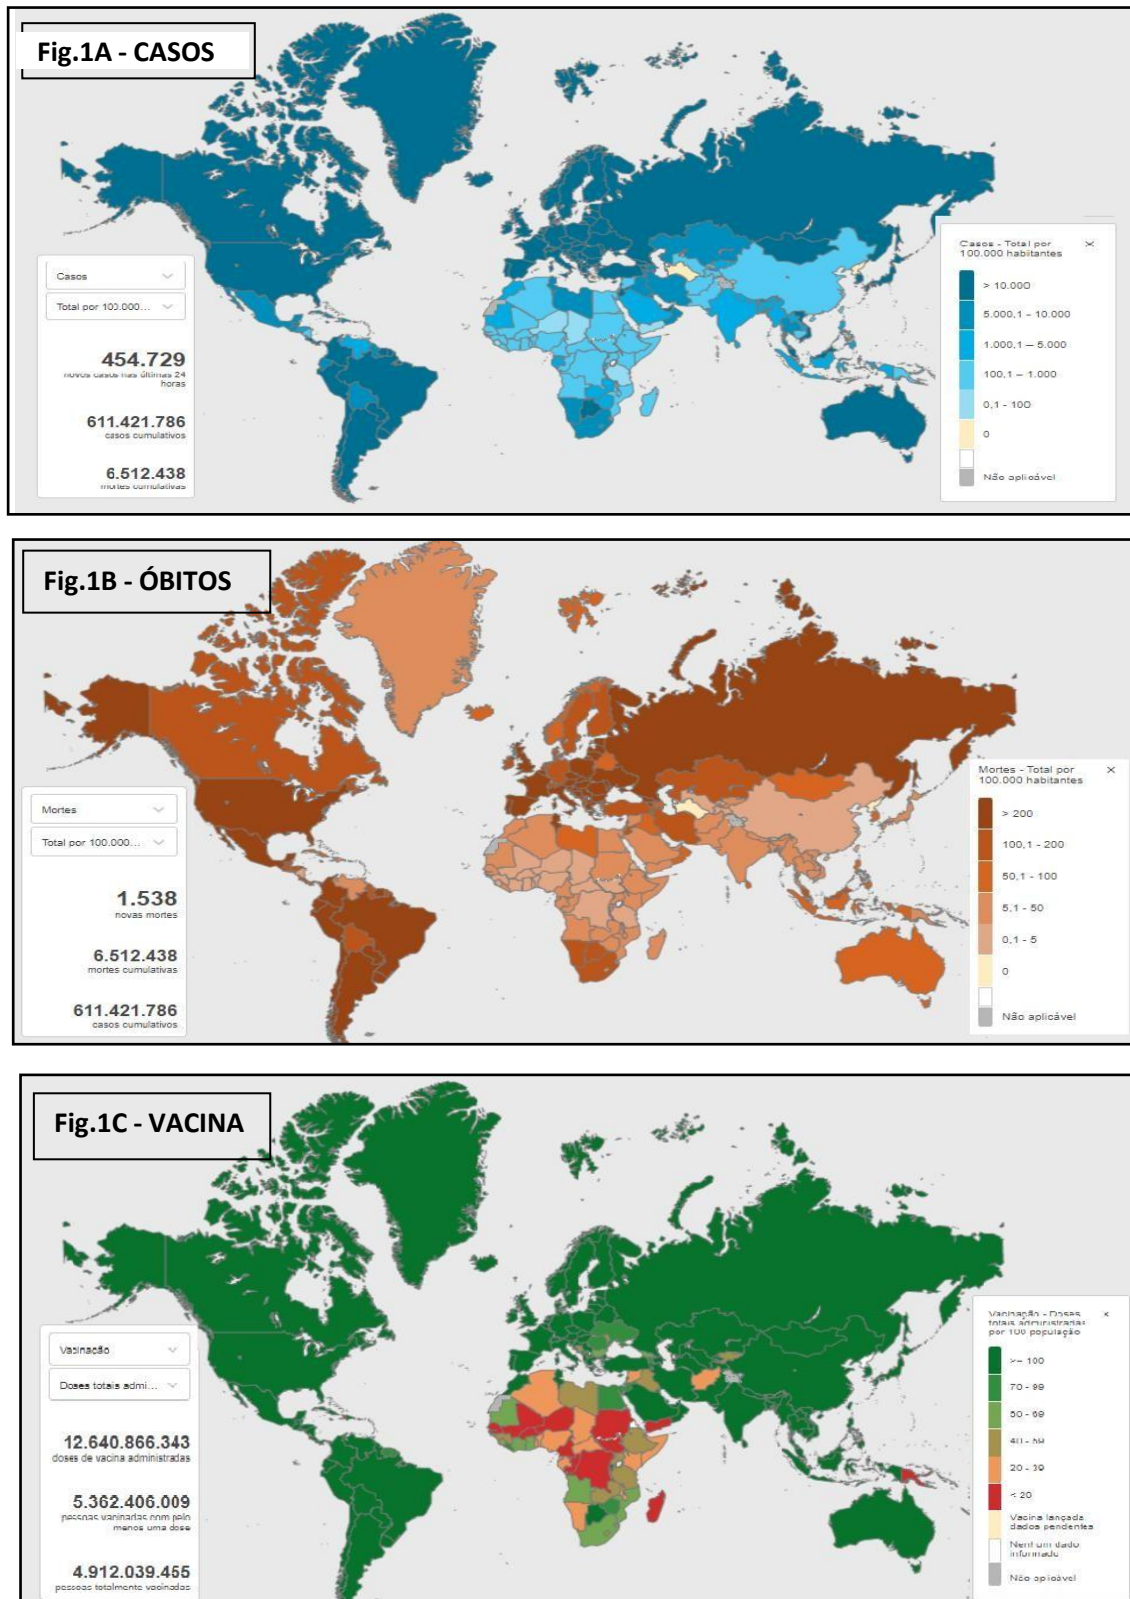 Fig.1A - CASOS
Casos
Total por 100.000...
454.729
novos casos nas últimas 24
horas
611.421.786
casos cumulativos
6.512.438
mortes cumulativas
Casos - Total por
100.000 habitantes
> 10.000
5.000,1 - 10.000
1.000,1 – 5.000
100,1 – 1.000
0,1 - 100
0
Não aplicável
Fig.1B - ÓBITOS
Mortes
Total por 100.000...
1.538
novas mortes
6.512.438
mortes cumulativas
611.421.786
casos cumulativos
Mortes - Total por
100.000 habitantes
> 200
100,1 - 200
50,1 - 100
5,1 - 50
0,1 - 5
0
Não aplicável
Fig.1C - VACINA
Vacinação
Doses totais admi...
12.640.866.343
doses de vacina administradas
5.362.406.009
pessoas vacinadas com pelo
menos uma dose
4.912.039.455
pessoas totalmente vacinadas
Vacinação - Doses
totais administradas
por 100 população
>= 100
70 - 99
20 - 39
< 20
Vacina lançada
dados pendentes
Nenhum dado
informado
Não aplicável